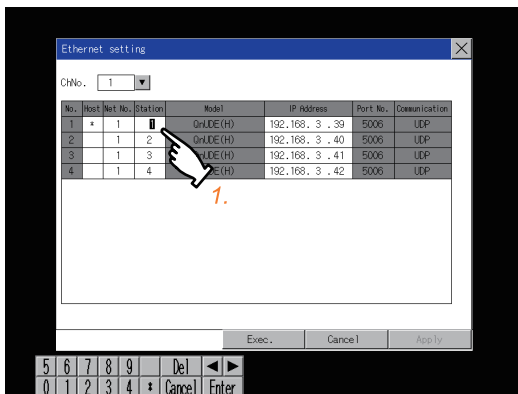 Ethernet setting
ChNo. 1
No. Host Net No. Station Model IP Address Port No. Communication
1 * 1 1 QnUDE(H) 192.168. 3 .39 5006 UDP
2 1 2 QnUDE(H) 192.168. 3 .40 5006 UDP
3 1 3 QnUDE(H) 192.168. 3 .41 5006 UDP
4 1 4 UDE(H) 192.168. 3 .42 5006 UDP
1.
Exec. Cancel Apply
5 6 7 8 9 Del ◄ ►
0 1 2 3 4 * Cancel Enter